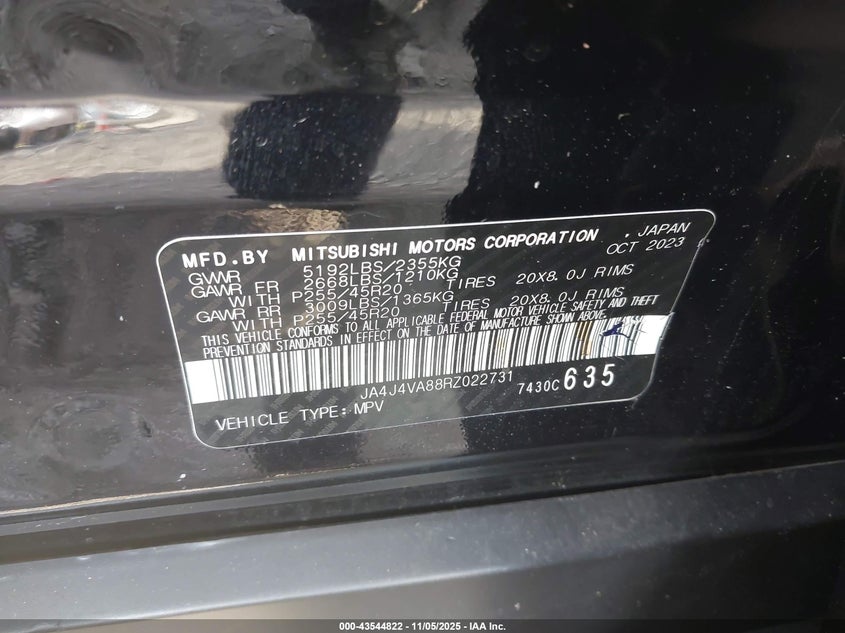 MFD.BY MITSUBISHI MOTORS CORPORATION . JAPAN
GVWR 5192LBS/2355KG OCT 2023
GAWR FR 2668LBS/1210KG
WITH P255/45R20 TIRES 20X8.0J RIMS
GAWR RR 3009LBS/1365KG
WITH P255/45R20 TIRES 20X8.0J RIMS
THIS VEHICLE CONFORMS TO ALL APPLICABLE FEDERAL MOTOR VEHICLE SAFETY AND THEFT
PREVENTION STANDARDS IN EFFECT ON THE DATE OF MANUFACTURE SHOWN ABOVE.
JA4J4VA88RZ022731 7430C 635
VEHICLE TYPE: MPV
000-43544822 - 11/05/2025 - IAA Inc.